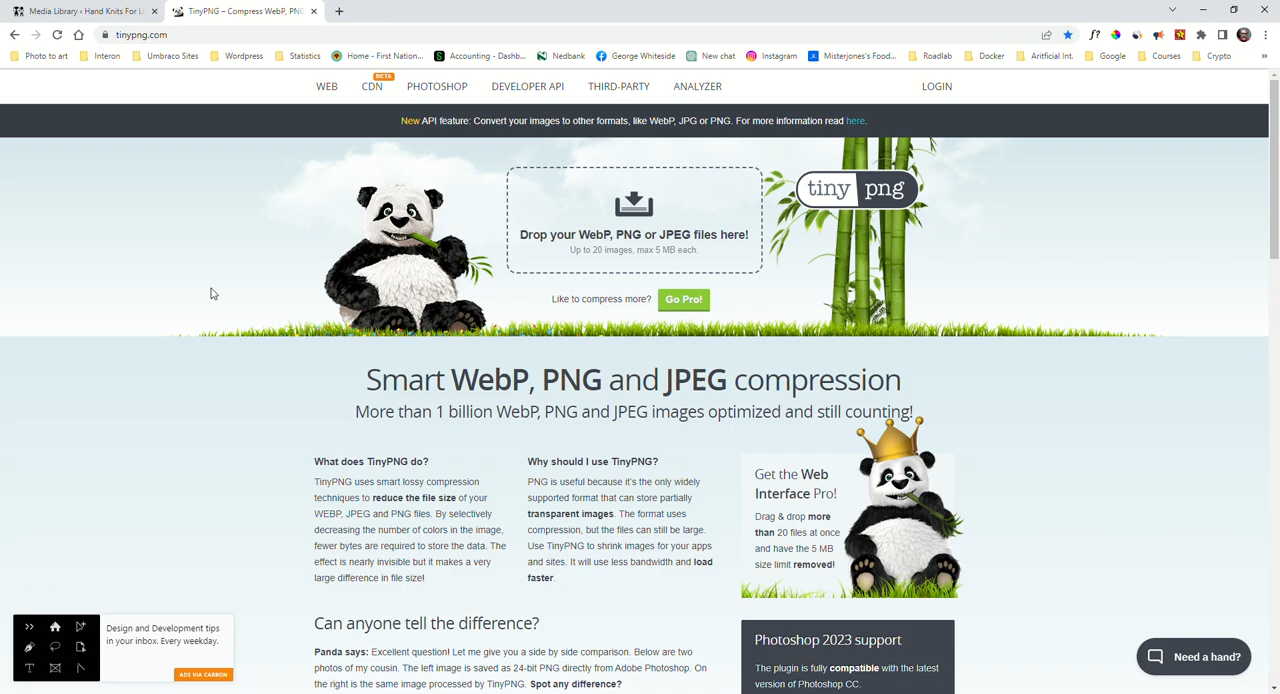 Media Library ‹ Hand Knits For Li
TinyPNG – Compress WebP, PNG
tinypng.com
Photo to art
Interon
Umbraco Sites
Wordpress
Statistics
Home - First Nation...
Accounting - Dashb...
Nedbank
George Whiteside
New chat
Instagram
Misterjones's Food...
Roadlab
Docker
Aritficial Int.
Google
Courses
Crypto
WEB
CDN
BETA
PHOTOSHOP
DEVELOPER API
THIRD-PARTY
ANALYZER
LOGIN
New API feature: Convert your images to other formats, like WebP, JPG or PNG. For more information read here.
tiny png
Drop your WebP, PNG or JPEG files here!
Up to 20 images, max 5 MB each.
Like to compress more? Go Pro!
Smart WebP, PNG and JPEG compression
More than 1 billion WebP, PNG and JPEG images optimized and still counting!
What does TinyPNG do?
TinyPNG uses smart lossy compression
techniques to reduce the file size of your
WEBP, JPEG and PNG files. By selectively
decreasing the number of colors in the image,
fewer bytes are required to store the data. The
effect is nearly invisible but it makes a very
large difference in file size!
Why should I use TinyPNG?
PNG is useful because it's the only widely
supported format that can store partially
transparent images. The format uses
compression, but the files can still be large.
Use TinyPNG to shrink images for your apps
and sites. It will use less bandwidth and load
faster.
Get the Web
Interface Pro!
Drag & drop more
than 20 files at once
and have the 5 MB
size limit removed!
Can anyone tell the difference?
Panda says: Excellent question! Let me give you a side by side comparison. Below are two
photos of my cousin. The left image is saved as 24-bit PNG directly from Adobe Photoshop. On
the right is the same image processed by TinyPNG. Spot any difference?
Photoshop 2023 support
The plugin is fully compatible with the latest
version of Photoshop CC.
Design and Development tips
in your inbox. Every weekday.
ADS VIA CARBON
Need a hand?